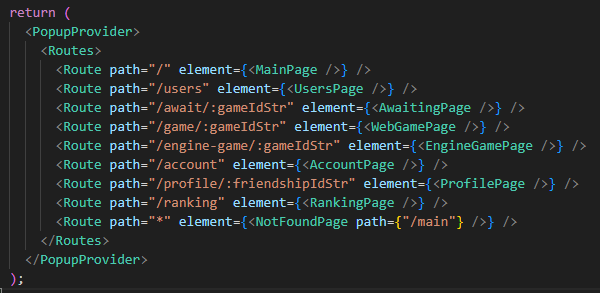 return (
<PopupProvider>
<Routes>
<Route path="/" element={<MainPage />} />
<Route path="/users" element={<UsersPage />} />
<Route path="/await/:gameIdStr" element={<AwaitingPage />} />
<Route path="/game/:gameIdStr" element={<WebGamePage />} />
<Route path="/engine-game/:gameIdStr" element={<EngineGamePage />} />
<Route path="/account" element={<AccountPage />} />
<Route path="/profile/:friendshipIdStr" element={<ProfilePage />} />
<Route path="/ranking" element={<RankingPage />} />
<Route path="*" element={<NotFoundPage path={"/main"} />} />
</Routes>
</PopupProvider>
);